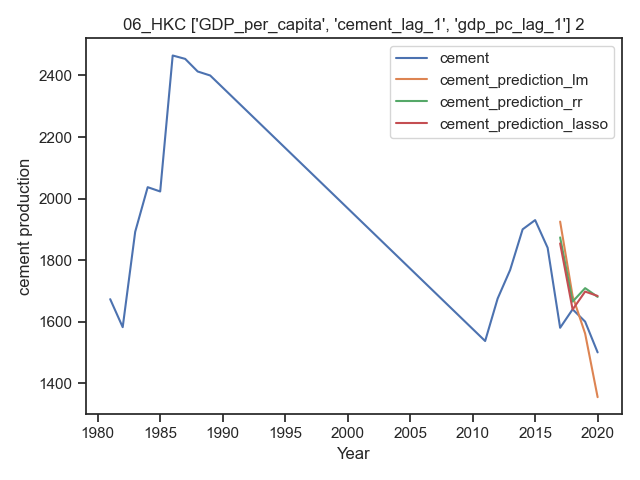 06_HKC ['GDP_per_capita', 'cement_lag_1', 'gdp_pc_lag_1'] 2
cement
cement_prediction_lm
cement_prediction_rr
cement_prediction_lasso
cement production
2400
2200
2000
1800
1600
1400
1980 1985 1990 1995 2000 2005 2010 2015 2020
Year